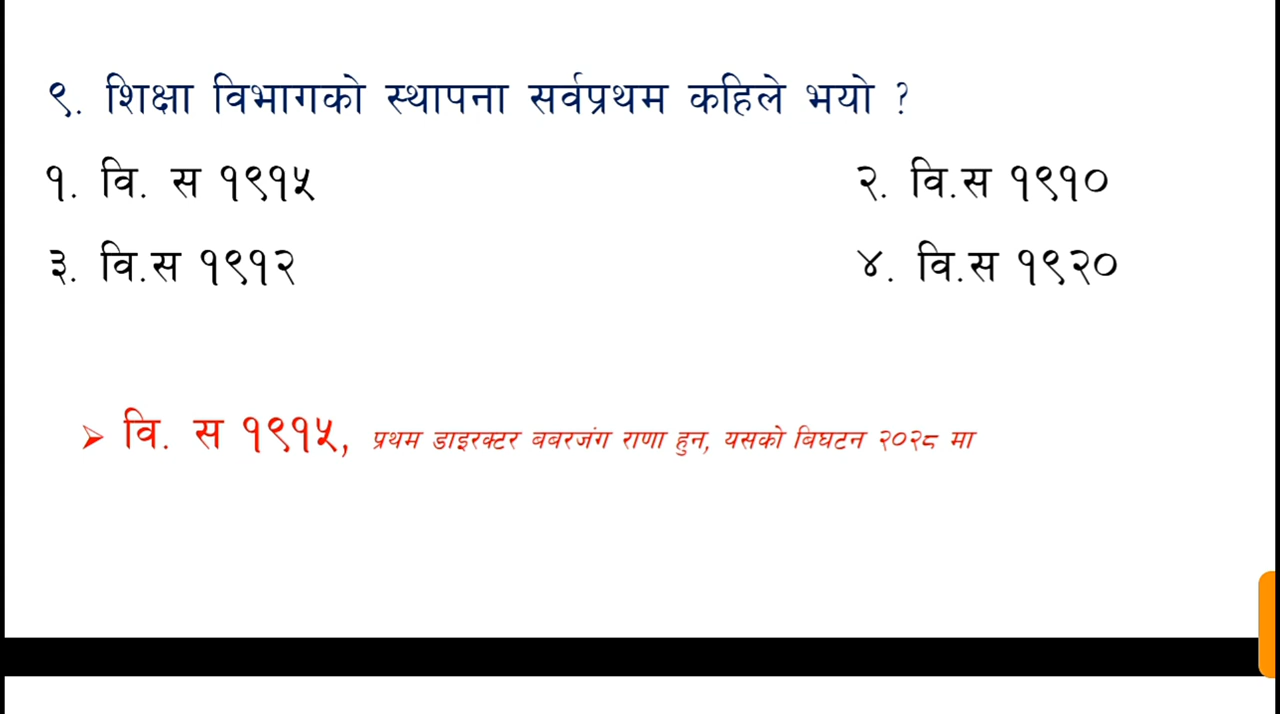 ९. शिक्षा विभागको स्थापना सर्वप्रथम कहिले भयो ?
१. वि. स १९१५ २. वि.स १९१०
३. वि.स १९१२ ४. वि.स १९२०
➢ वि. स १९१५, प्रथम डाइरक्टर बबरजंग राणा हुन, यसको बिघटन २०२८ मा